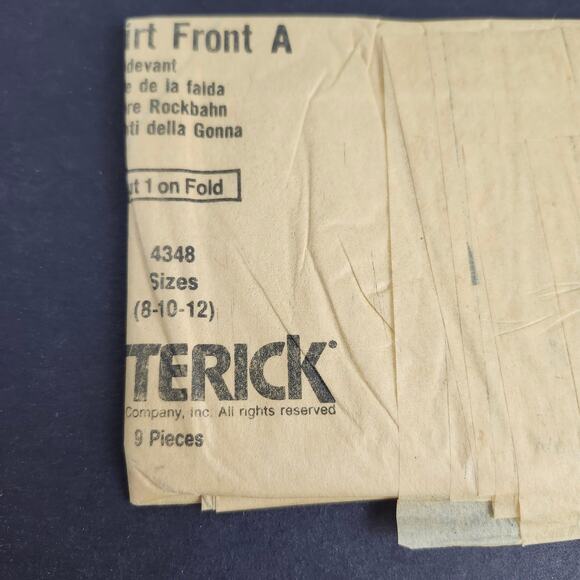 irt Front A
devant
e de la falda
re Rockbahn
ti della Gonna
ut 1 on Fold
4348
Sizes
(8-10-12)
TERICK
Company, Inc. All rights reserved
9 Pieces